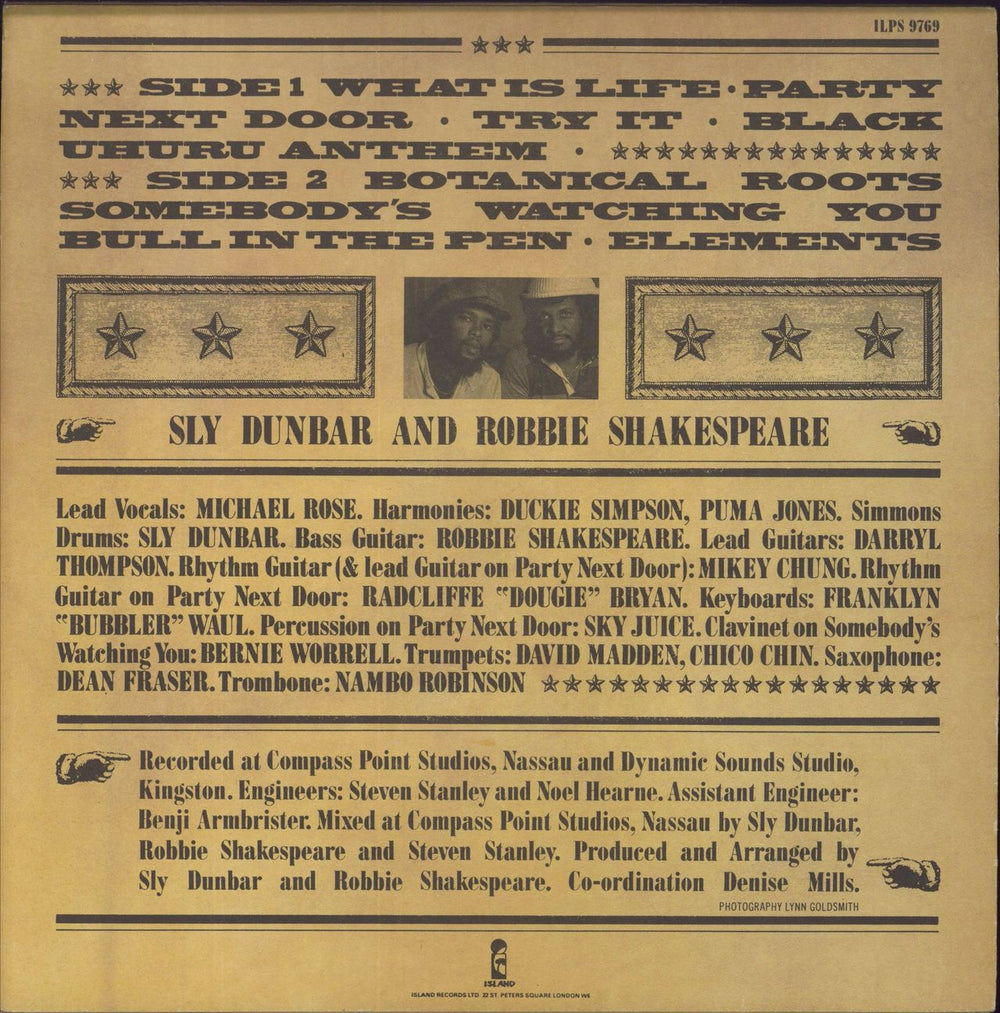 ILPS 9769
SIDE 1 WHAT IS LIFE · PARTY
NEXT DOOR · TRY IT · BLACK
UHURU ANTHEM ·
SIDE 2 BOTANICAL ROOTS
SOMEBODY'S WATCHING YOU
BULL IN THE PEN · ELEMENTS
SLY DUNBAR AND ROBBIE SHAKESPEARE
Lead Vocals: MICHAEL ROSE. Harmonies: DUCKIE SIMPSON, PUMA JONES. Simmons
Drums: SLY DUNBAR. Bass Guitar: ROBBIE SHAKESPEARE. Lead Guitars: DARRYL
THOMPSON. Rhythm Guitar (& lead Guitar on Party Next Door): MIKEY CHUNG. Rhythm
Guitar on Party Next Door: RADCLIFFE "DOUGIE" BRYAN. Keyboards: FRANKLYN
"BUBBLER" WAUL. Percussion on Party Next Door: SKY JUICE. Clavinet on Somebody's
Watching You: BERNIE WORRELL. Trumpets: DAVID MADDEN, CHICO CHIN. Saxophone:
DEAN FRASER. Trombone: NAMBO ROBINSON
Recorded at Compass Point Studios, Nassau and Dynamic Sounds Studio,
Kingston. Engineers: Steven Stanley and Noel Hearne. Assistant Engineer:
Benji Armbrister. Mixed at Compass Point Studios, Nassau by Sly Dunbar,
Robbie Shakespeare and Steven Stanley. Produced and Arranged by
Sly Dunbar and Robbie Shakespeare. Co-ordination Denise Mills.
PHOTOGRAPHY LYNN GOLDSMITH
ISLAND
ISLAND RECORDS LTD. 22 ST. PETERS SQUARE LONDON W6